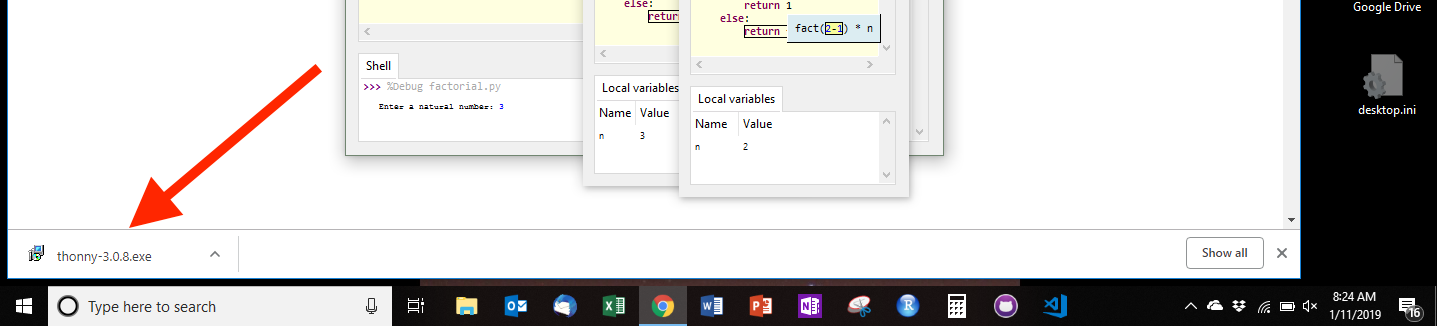 else:
return
return 1
else:
return
fact(2-1) * n
Shell
>>> %Debug factorial.py
Enter a natural number: 3
Local variables
Name Value
n 3
Local variables
Name Value
n 2
Google Drive
desktop.ini
thonny-3.0.8.exe
Show all
Type here to search
8:24 AM
1/11/2019
16